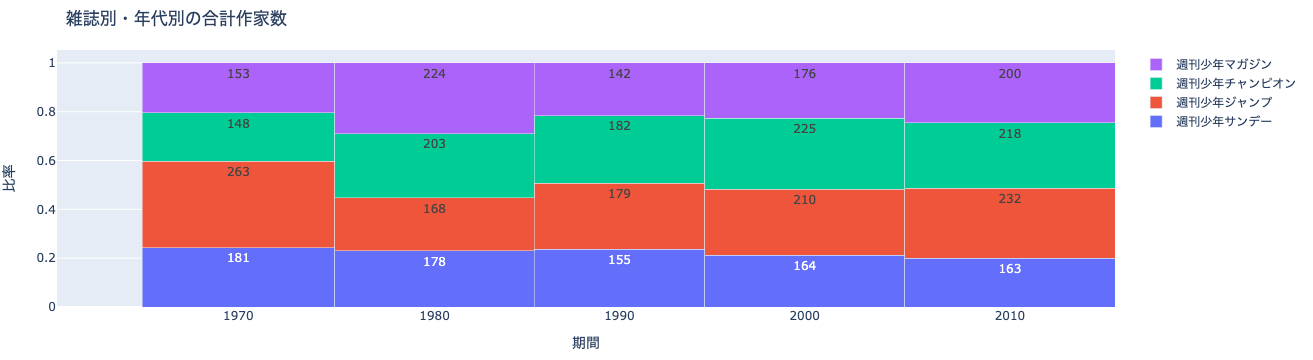 雑誌別・年代別の合計作家数
週刊少年マガジン
週刊少年チャンピオン
週刊少年ジャンプ
週刊少年サンデー
比率
1
0.8
0.6
0.4
0.2
0
153 224 142 176 200
148 203 182 225 218
263 168 179 210 232
181 178 155 164 163
1970 1980 1990 2000 2010
期間